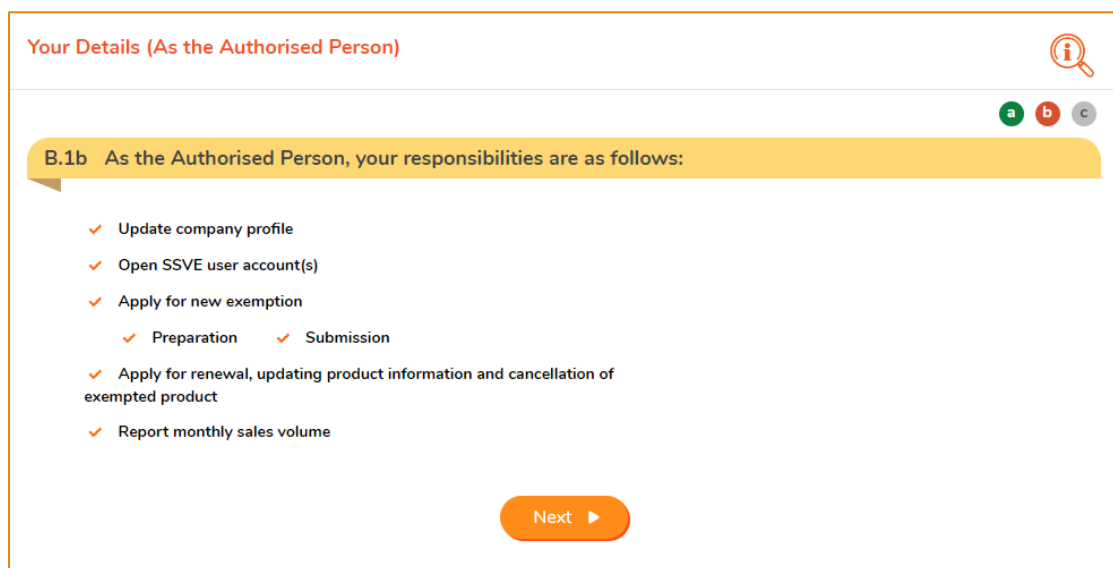 Your Details (As the Authorised Person)
i
a b c
B.1b As the Authorised Person, your responsibilities are as follows:
Update company profile
Open SSVE user account(s)
Apply for new exemption
Preparation Submission
Apply for renewal, updating product information and cancellation of
exempted product
Report monthly sales volume
Next